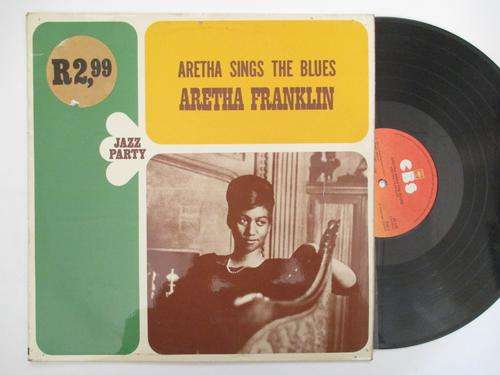 R2,99
ARETHA SINGS THE BLUES
ARETHA FRANKLIN
JAZZ
PARTY
CBS